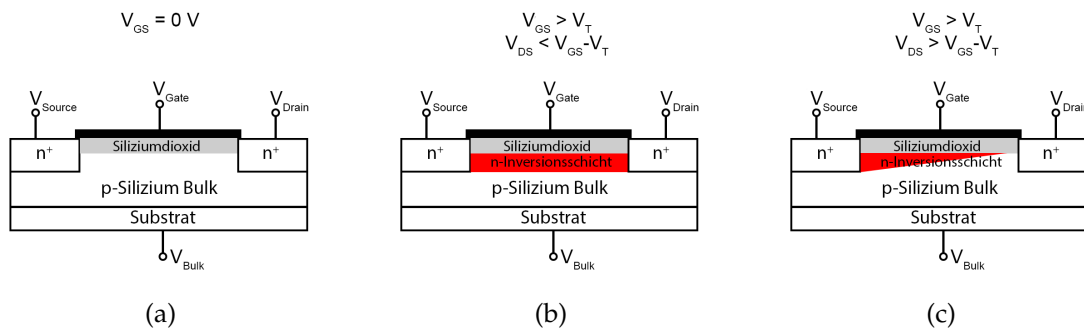 V_GS = 0 V
V_Gate
V_Source
V_Drain
Siliziumdioxid
n⁺
n⁺
p-Silizium Bulk
Substrat
V_Bulk
(a)
V_GS > V_T
V_DS < V_GS-V_T
V_Gate
V_Source
V_Drain
Siliziumdioxid
n⁺
n⁺
n-Inversionsschicht
p-Silizium Bulk
Substrat
V_Bulk
(b)
V_GS > V_T
V_DS > V_GS-V_T
V_Gate
V_Source
V_Drain
Siliziumdioxid
n⁺
n⁺
n-Inversionsschicht
p-Silizium Bulk
Substrat
V_Bulk
(c)